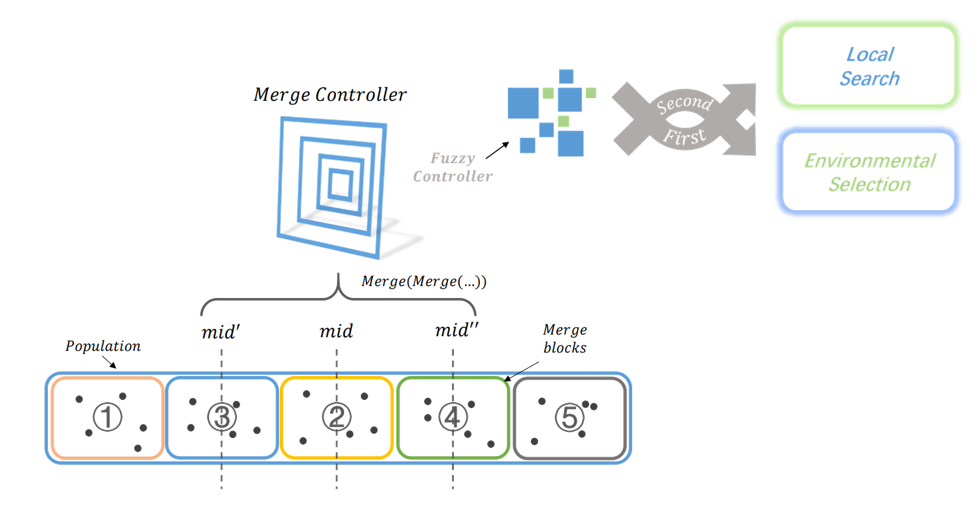 Local
Search
Merge Controller
Second
First
Fuzzy
Controller
Environmental
Selection
Merge(Merge(...))
mid'
mid
mid''
Merge
blocks
Population
1
3
2
4
5